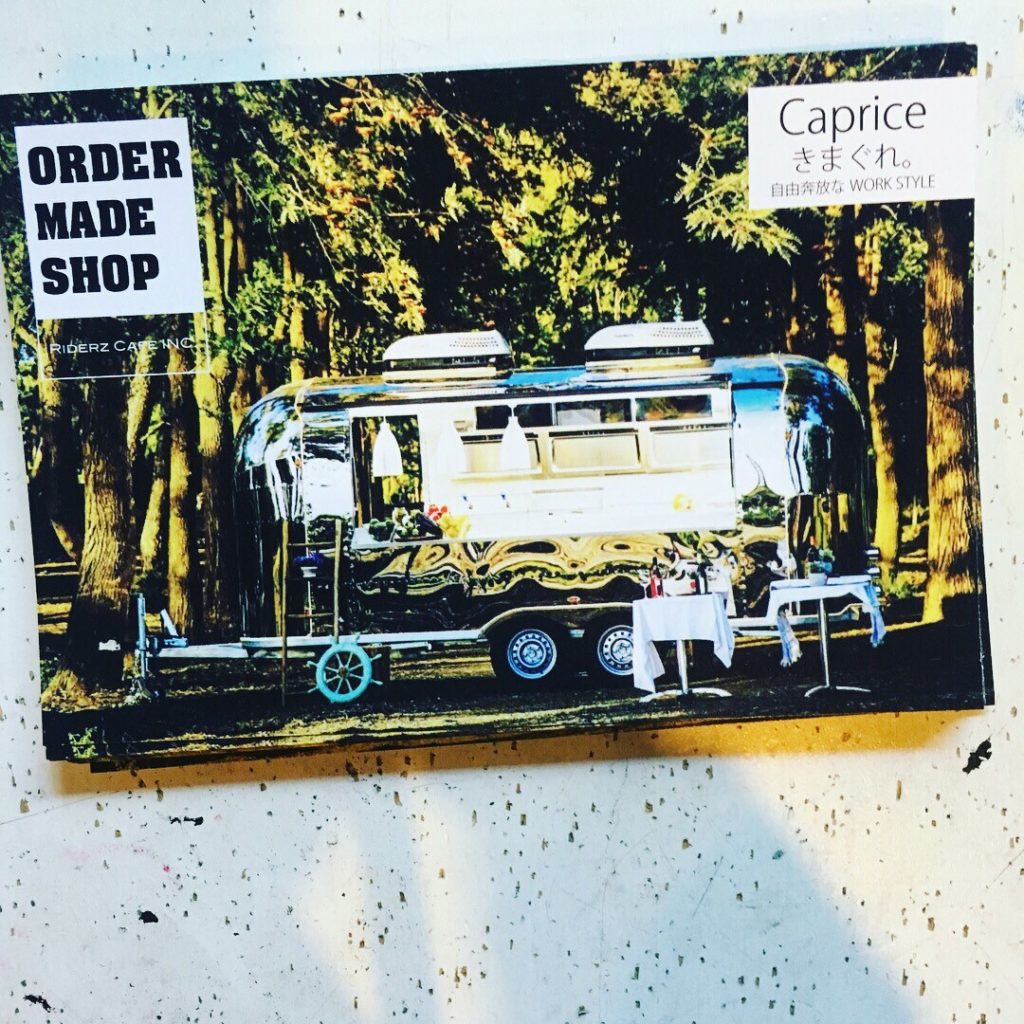 ORDER
MADE
SHOP
RIDERZ CAFE INC
Caprice
きまぐれ。
自由奔放な WORK STYLE